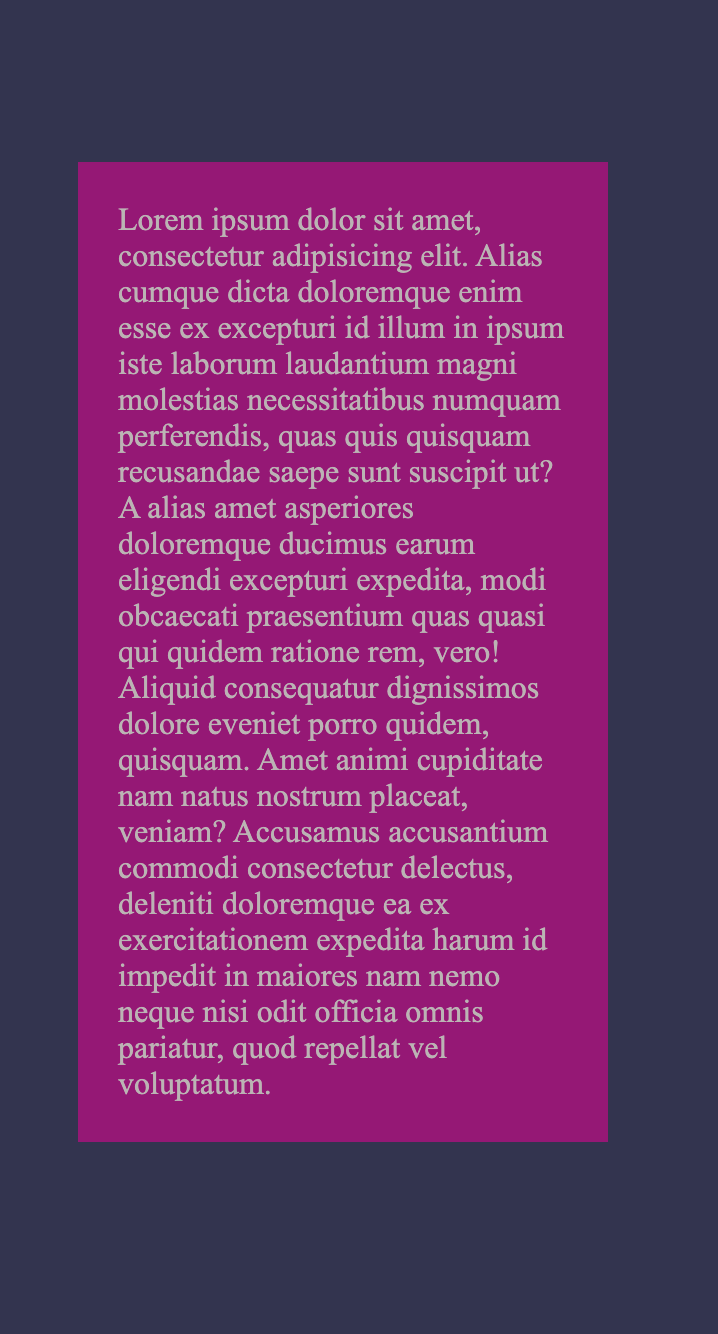 Lorem ipsum dolor sit amet,
consectetur adipisicing elit. Alias
cumque dicta doloremque enim
esse ex excepturi id illum in ipsum
iste laborum laudantium magni
molestias necessitatibus numquam
perferendis, quas quis quisquam
recusandae saepe sunt suscipit ut?
A alias amet asperiores
doloremque ducimus earum
eligendi excepturi expedita, modi
obcaecati praesentium quas quasi
qui quidem ratione rem, vero!
Aliquid consequatur dignissimos
dolore eveniet porro quidem,
quisquam. Amet animi cupiditate
nam natus nostrum placeat,
veniam? Accusamus accusantium
commodi consectetur delectus,
deleniti doloremque ea ex
exercitationem expedita harum id
impedit in maiores nam nemo
neque nisi odit officia omnis
pariatur, quod repellat vel
voluptatum.